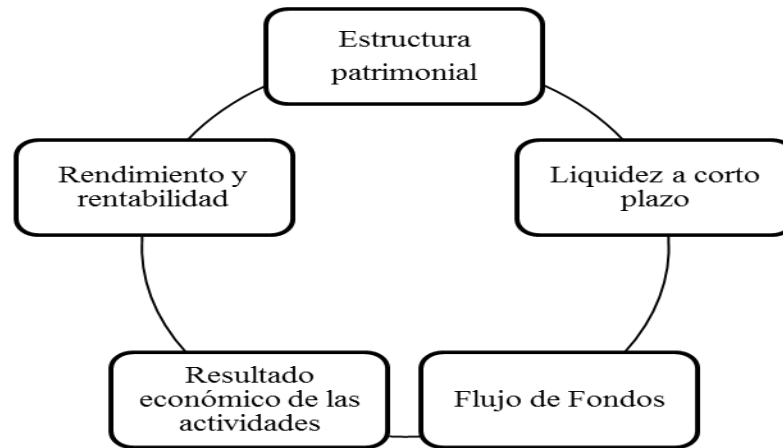 Estructura
patrimonial
Rendimiento y
rentabilidad
Liquidez a corto
plazo
Resultado
económico de las
actividades
Flujo de Fondos